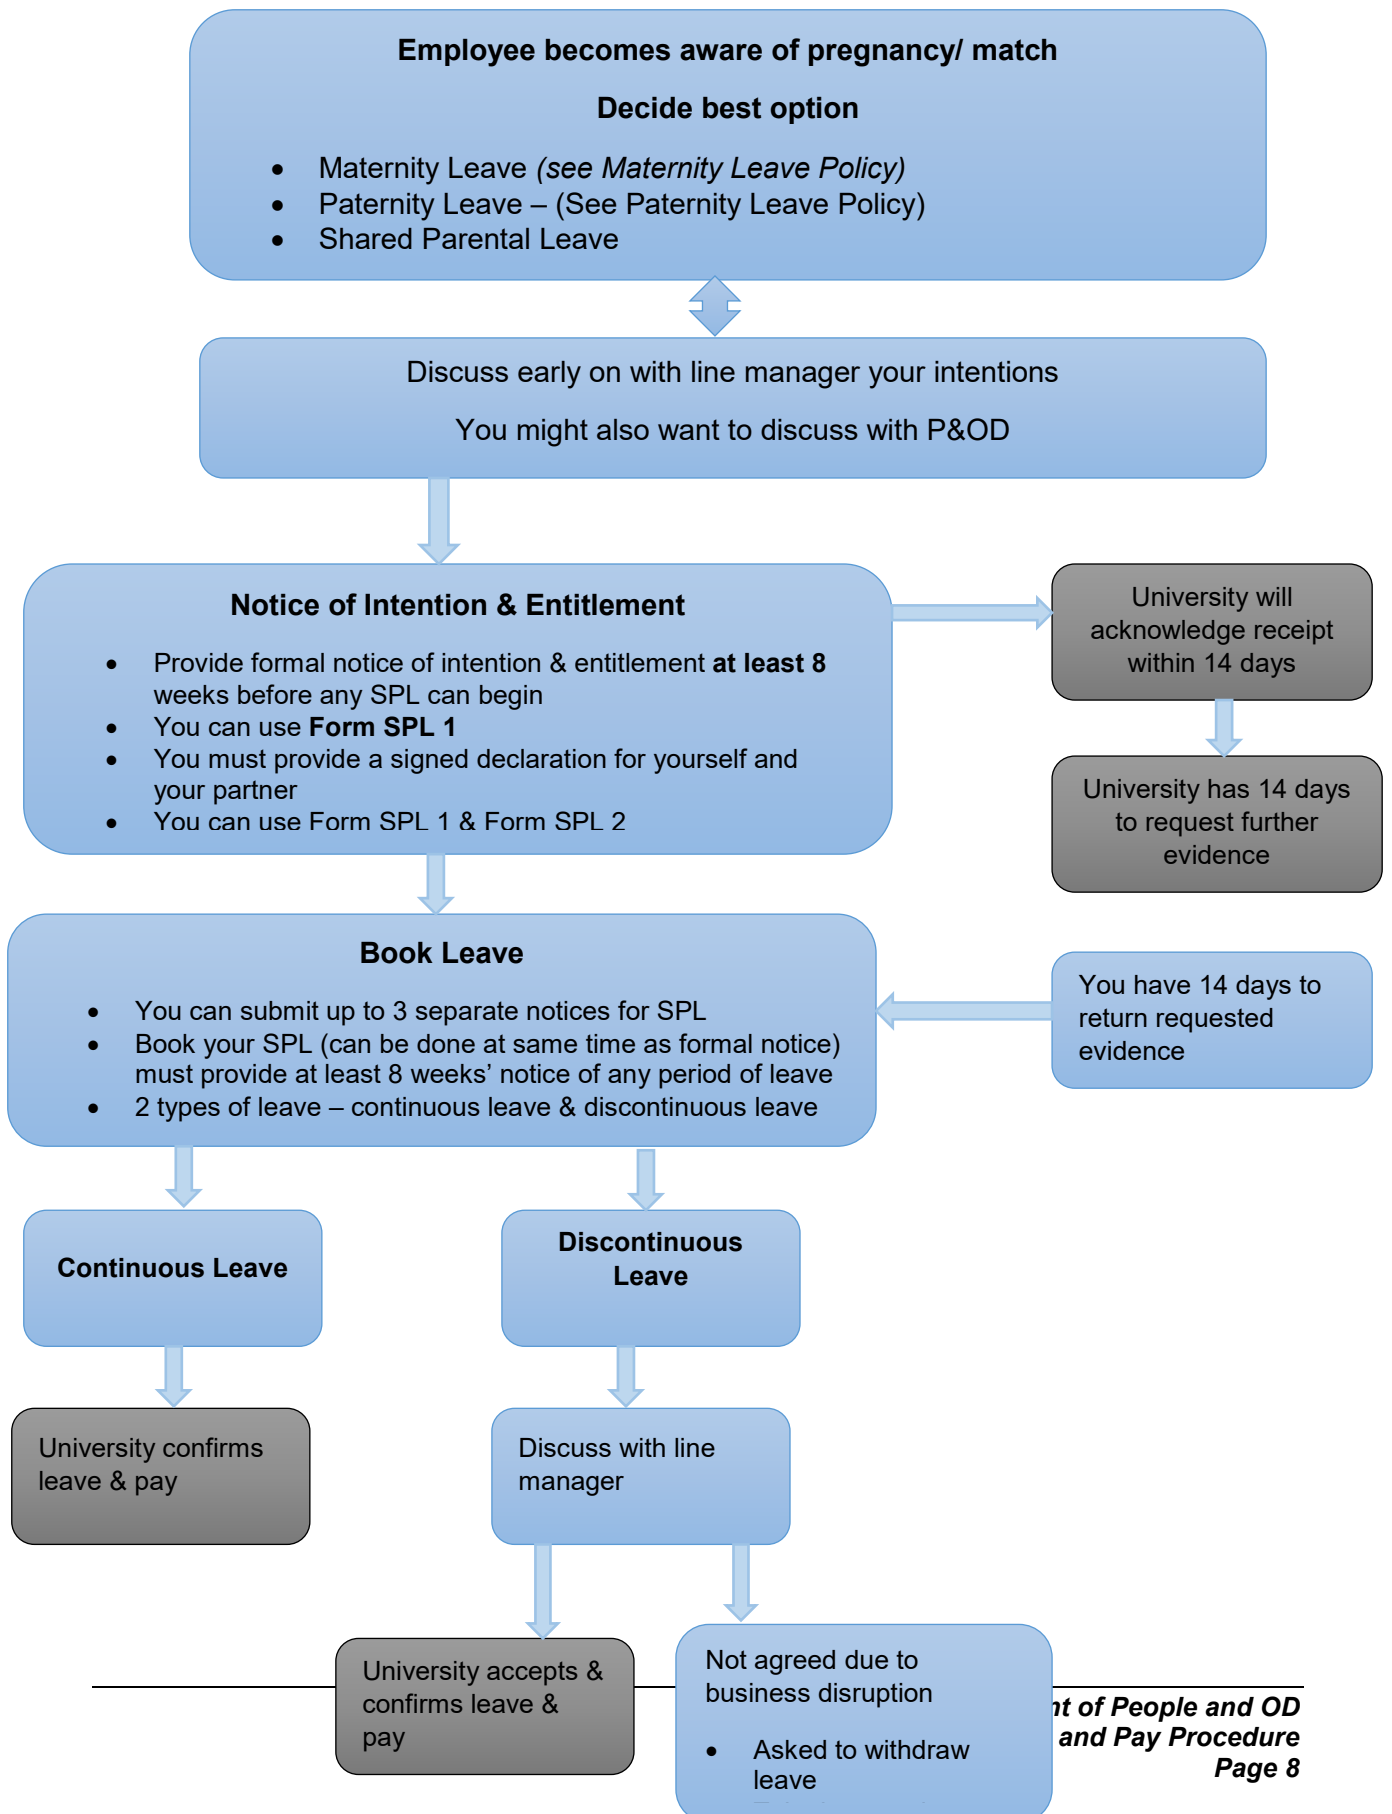 Employee becomes aware of pregnancy/ match
Decide best option
• Maternity Leave (see Maternity Leave Policy)
• Paternity Leave – (See Paternity Leave Policy)
• Shared Parental Leave
Discuss early on with line manager your intentions
You might also want to discuss with P&OD
Notice of Intention & Entitlement
• Provide formal notice of intention & entitlement at least 8
weeks before any SPL can begin
• You can use Form SPL 1
• You must provide a signed declaration for yourself and
your partner
• You can use Form SPL 1 & Form SPL 2
University will
acknowledge receipt
within 14 days
University has 14 days
to request further
evidence
Book Leave
• You can submit up to 3 separate notices for SPL
• Book your SPL (can be done at same time as formal notice)
must provide at least 8 weeks’ notice of any period of leave
• 2 types of leave – continuous leave & discontinuous leave
You have 14 days to
return requested
evidence
Continuous Leave
Discontinuous
Leave
University confirms
leave & pay
Discuss with line
manager
University accepts &
confirms leave &
pay
Not agreed due to
business disruption
• Asked to withdraw
leave
of People and OD
and Pay Procedure
Page 8